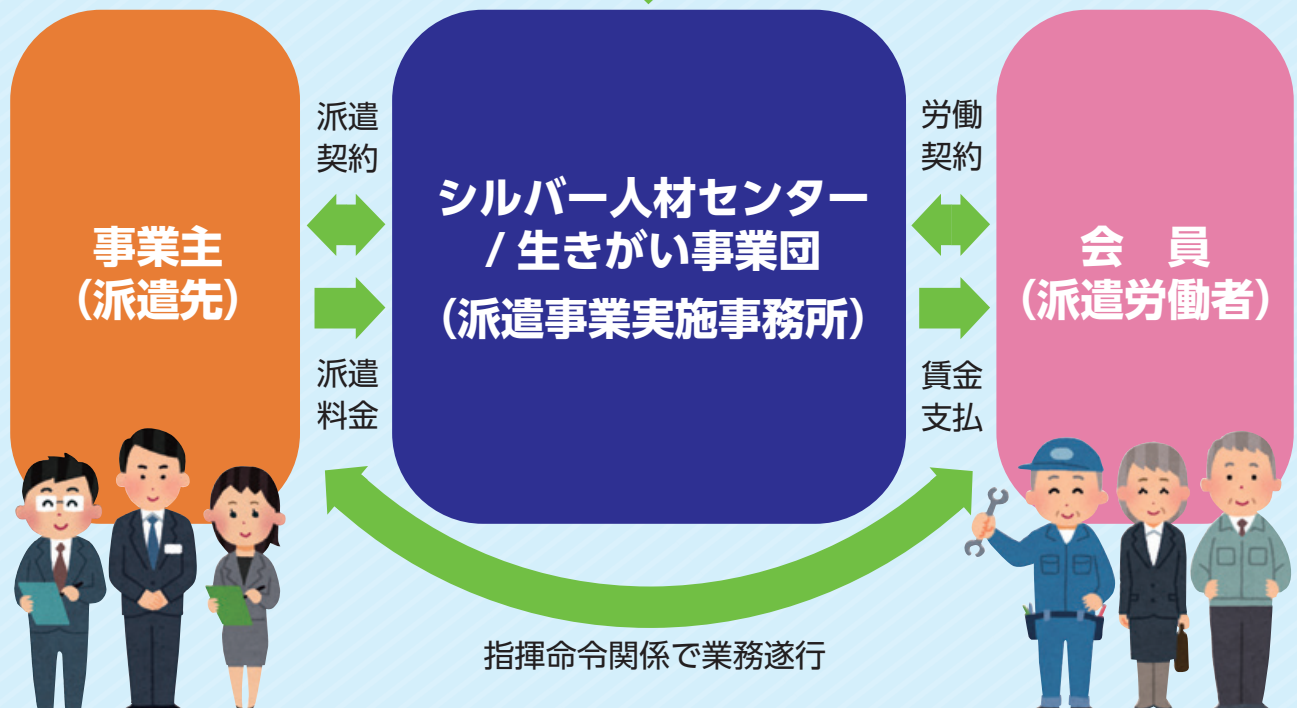 事業主
（派遣先）
派遣
契約
派遣
料金
シルバー人材センター
/ 生きがい事業団
（派遣事業実施事務所）
労働
契約
賃金
支払
会　員
（派遣労働者）
指揮命令関係で業務遂行